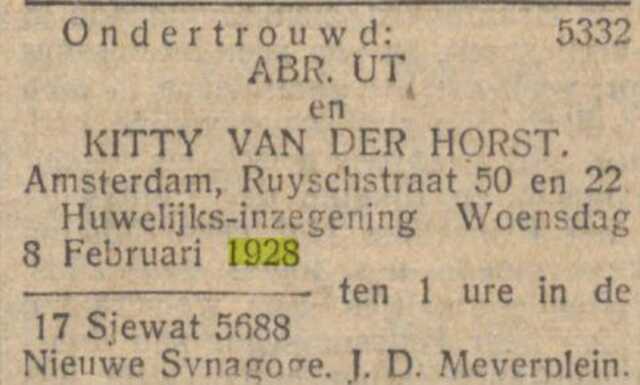 Ondertrouwd: 5332
ABR. UT
en
KITTY VAN DER HORST.
Amsterdam, Ruyschstraat 50 en 22
Huwelijks-inzegening Woensdag
8 Februari 1928
ten 1 ure in de
17 Sjewat 5688
Nieuwe Synagoge. J. D. Meyerplein.